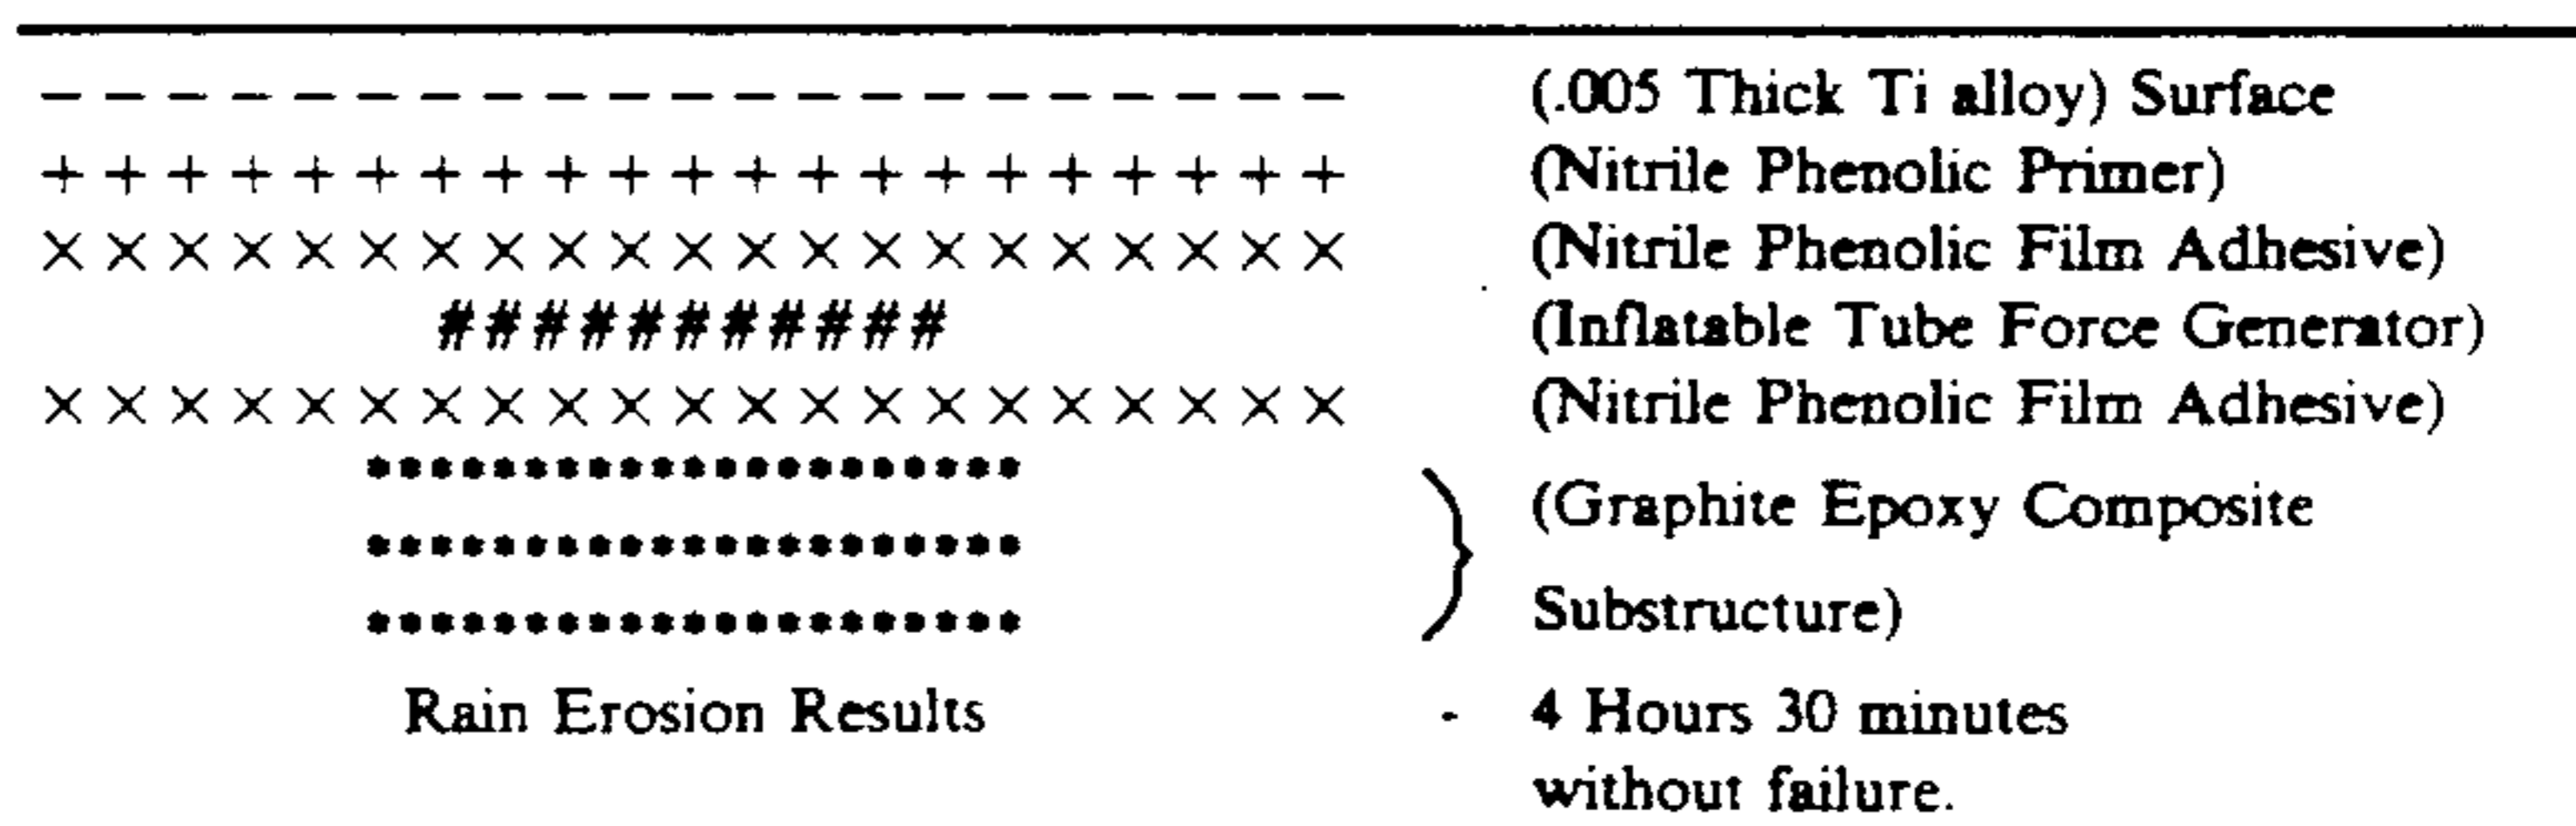 – – – – – – – – – – – – – – – – – – – – – (.005 Thick Ti alloy) Surface
+ + + + + + + + + + + + + + + + + + + + + (Nitrile Phenolic Primer)
× × × × × × × × × × × × × × × × × × × × × (Nitrile Phenolic Film Adhesive)
########### (Inflatable Tube Force Generator)
× × × × × × × × × × × × × × × × × × × × × (Nitrile Phenolic Film Adhesive)
••••••••••••••••••••• (Graphite Epoxy Composite
•••••••••••••••••••••
••••••••••••••••••••• Substructure)
Rain Erosion Results - 4 Hours 30 minutes
without failure.